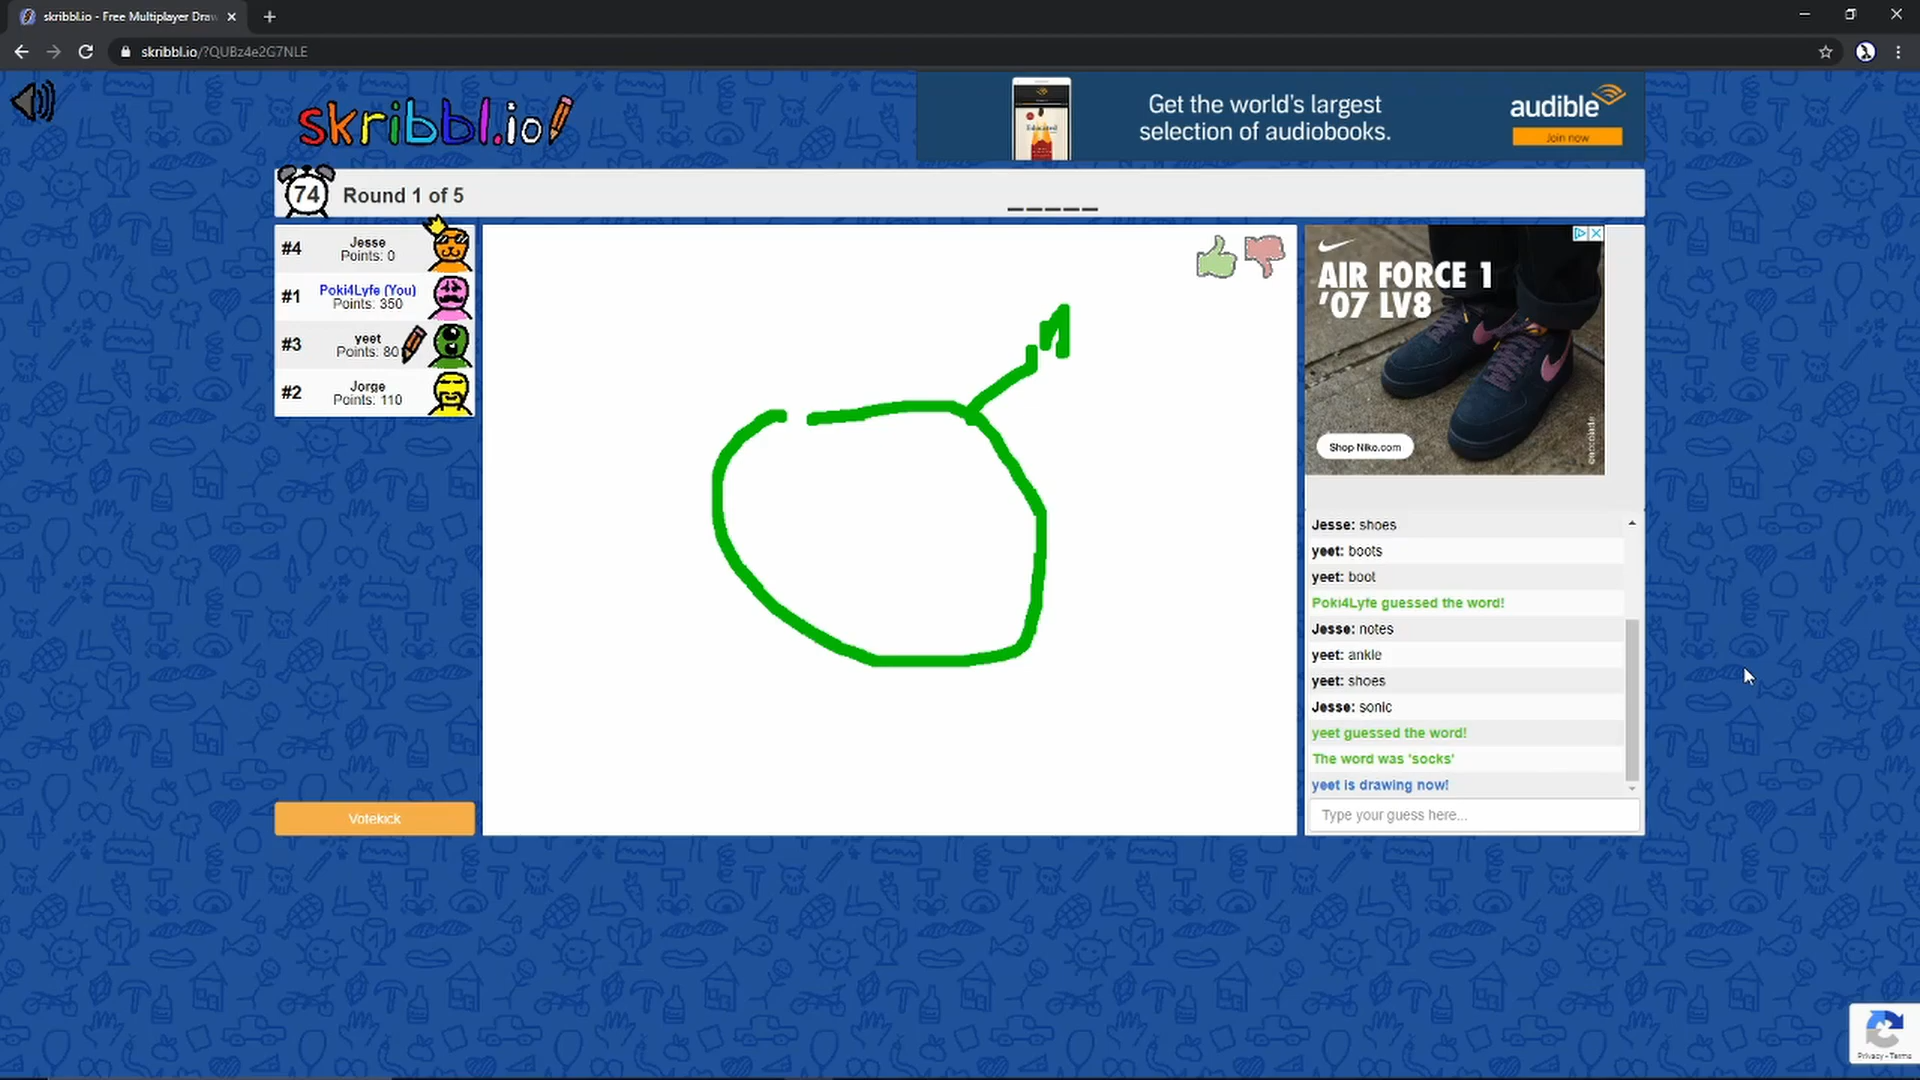 skribbl.io - Free Multiplayer Draw
skribbl.io/?QUBz4e2G7NLE
skribbl.io
Get the world's largest
selection of audiobooks.
audible
Join now
Educated
74
Round 1 of 5
_____
#4
Jesse
Points: 0
#1
Poki4Lyfe (You)
Points: 350
#3
yeet
Points: 80
#2
Jorge
Points: 110
Votekick
AIR FORCE 1
'07 LV8
Shop Nike.com
Jesse: shoes
yeet: boots
yeet: boot
Poki4Lyfe guessed the word!
Jesse: notes
yeet: ankle
yeet: shoes
Jesse: sonic
yeet guessed the word!
The word was 'socks'
yeet is drawing now!
Type your guess here...
Privacy - Terms